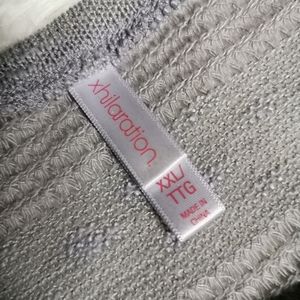 xhilaration
XXL/
TTG
MADE IN
CHINA